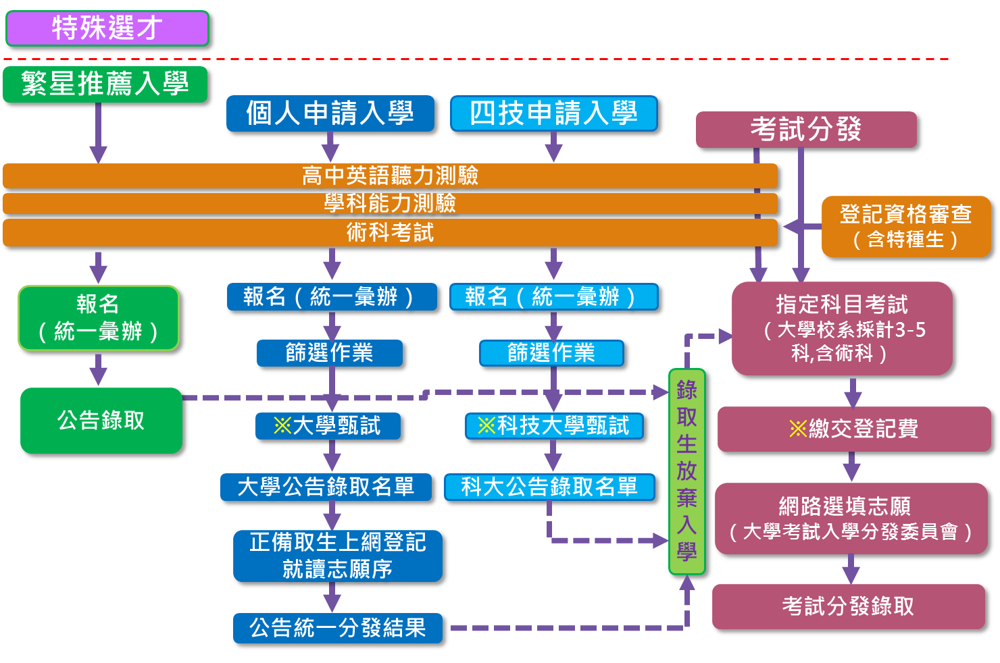 特殊選才
繁星推薦入學
個人申請入學
四技申請入學
考試分發
高中英語聽力測驗
學科能力測驗
術科考試
登記資格審查
（含特種生）
報名
（統一彙辦）
公告錄取
報名（統一彙辦）
篩選作業
※大學甄試
大學公告錄取名單
正備取生上網登記
就讀志願序
公告統一分發結果
報名（統一彙辦）
篩選作業
※科技大學甄試
科大公告錄取名單
錄
取
生
放
棄
入
學
指定科目考試
（大學校系採計3-5
科,含術科）
※繳交登記費
網路選填志願
（大學考試入學分發委員會）
考試分發錄取